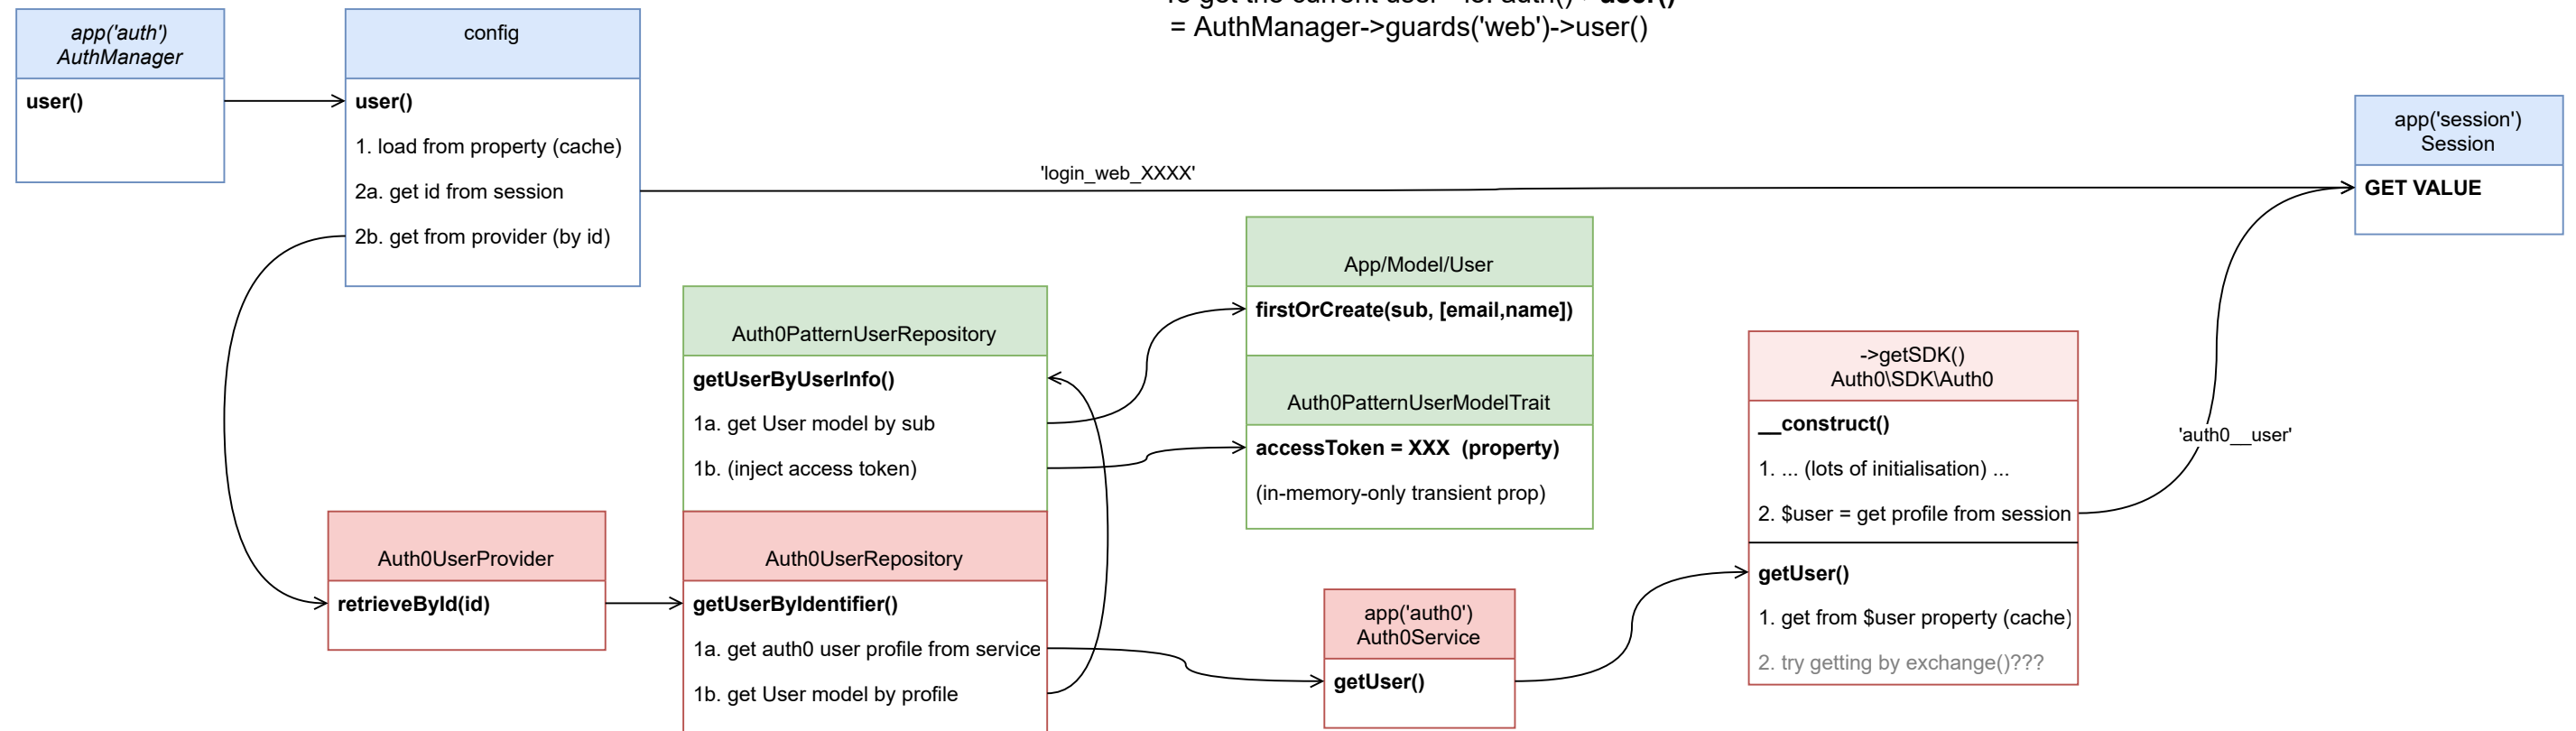 = AuthManager->guards('web')->user()
app('auth')
AuthManager
user()
config
user()
1. load from property (cache)
2a. get id from session
2b. get from provider (by id)
'login_web_XXXX'
app('session')
Session
GET VALUE
App/Model/User
firstOrCreate(sub, [email,name])
Auth0PatternUserModelTrait
accessToken = XXX (property)
(in-memory-only transient prop)
Auth0PatternUserRepository
getUserByUserInfo()
1a. get User model by sub
1b. (inject access token)
Auth0UserProvider
retrieveById(id)
Auth0UserRepository
getUserByIdentifier()
1a. get auth0 user profile from service
1b. get User model by profile
app('auth0')
Auth0Service
getUser()
->getSDK()
Auth0\SDK\Auth0
__construct()
1. ... (lots of initialisation) ...
2. $user = get profile from session
getUser()
1. get from $user property (cache)
2. try getting by exchange()???
'auth0__user'